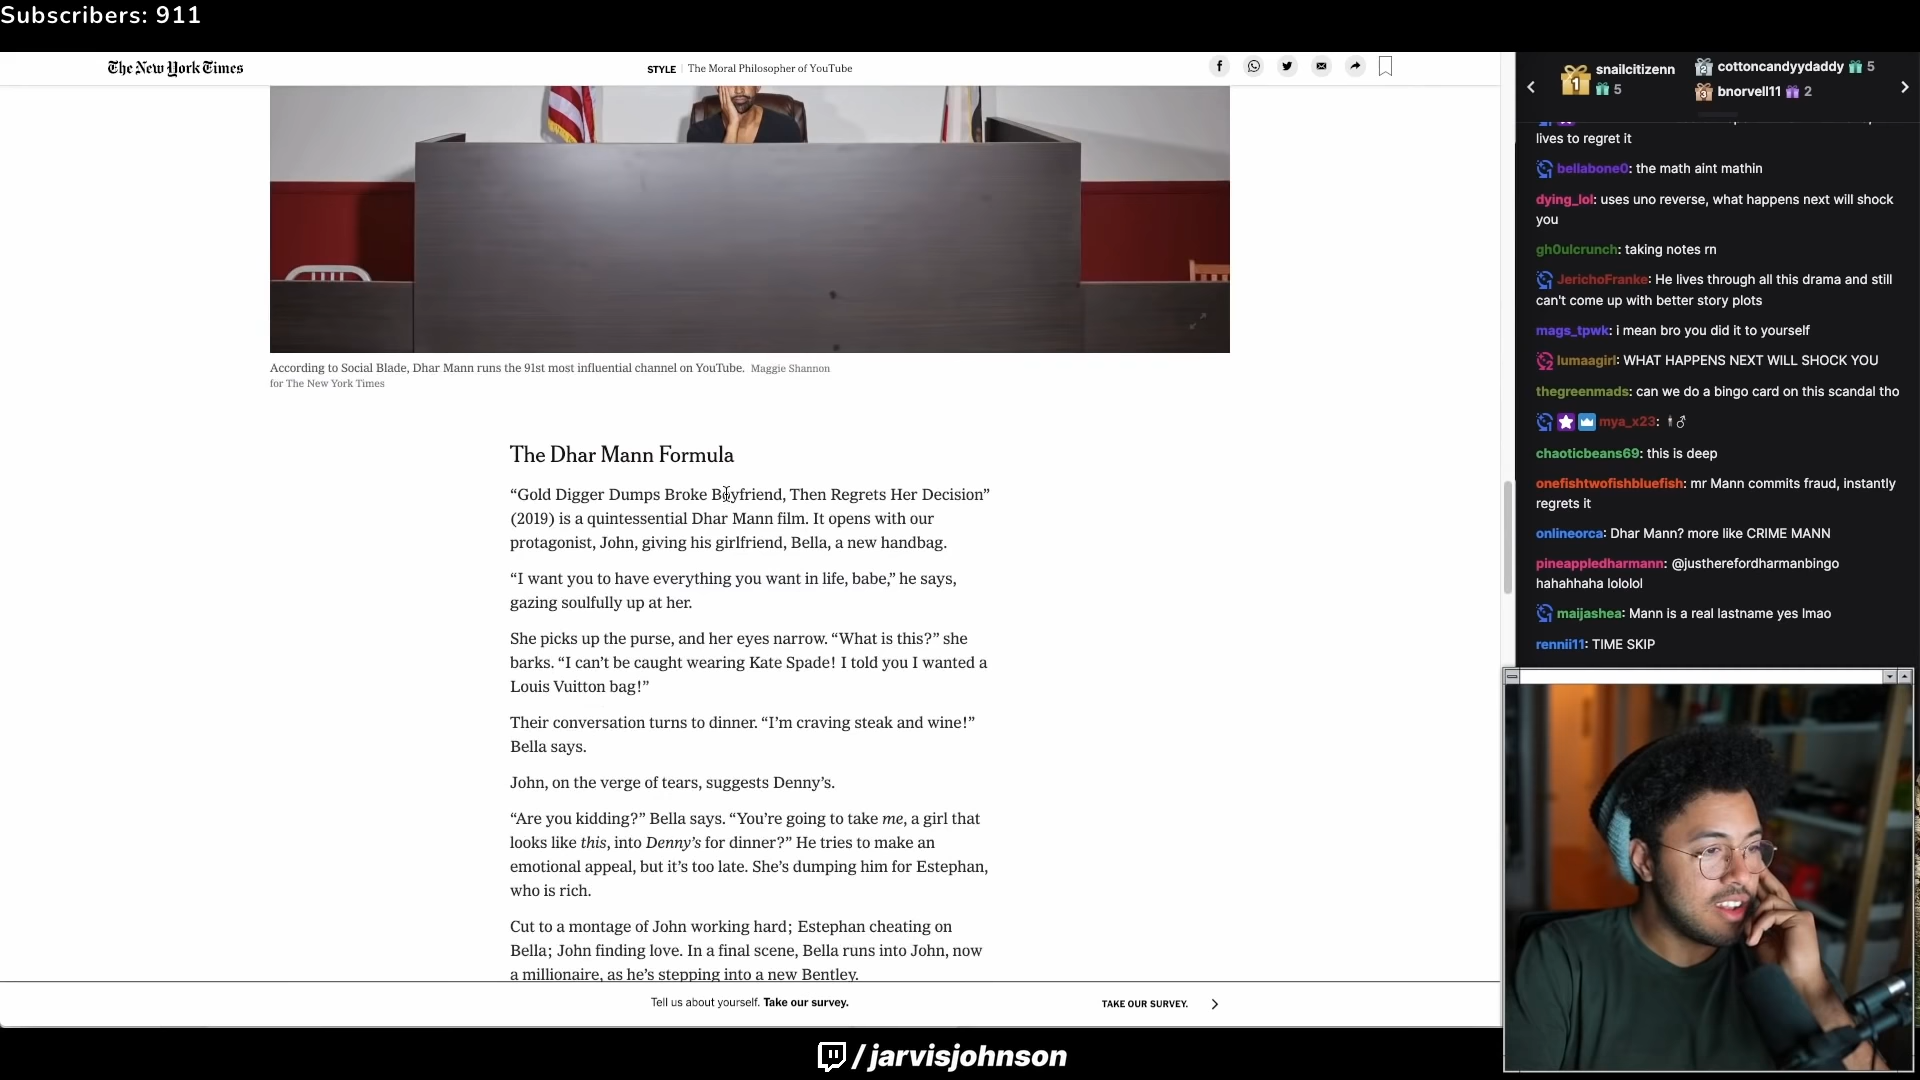 Subscribers: 911
The New York Times
STYLE | The Moral Philosopher of YouTube
According to Social Blade, Dhar Mann runs the 91st most influential channel on YouTube. Maggie Shannon
for The New York Times
The Dhar Mann Formula
“Gold Digger Dumps Broke Boyfriend, Then Regrets Her Decision”
(2019) is a quintessential Dhar Mann film. It opens with our
protagonist, John, giving his girlfriend, Bella, a new handbag.
“I want you to have everything you want in life, babe,” he says,
gazing soulfully up at her.
She picks up the purse, and her eyes narrow. “What is this?” she
barks. “I can’t be caught wearing Kate Spade! I told you I wanted a
Louis Vuitton bag!”
Their conversation turns to dinner. “I’m craving steak and wine!”
Bella says.
John, on the verge of tears, suggests Denny’s.
“Are you kidding?” Bella says. “You’re going to take me, a girl that
looks like this, into Denny’s for dinner?” He tries to make an
emotional appeal, but it’s too late. She’s dumping him for Estephan,
who is rich.
Cut to a montage of John working hard; Estephan cheating on
Bella; John finding love. In a final scene, Bella runs into John, now
a millionaire, as he’s stepping into a new Bentley.
Tell us about yourself. Take our survey.
TAKE OUR SURVEY.
/jarvisjohnson
1 snailcitizenn
5
2 cottoncandyydaddy 5
3 bnorvell11 2
lives to regret it
bellabone0: the math aint mathin
dying_lol: uses uno reverse, what happens next will shock
you
gh0ulcrunch: taking notes rn
JerichoFranke: He lives through all this drama and still
can't come up with better story plots
mags_tpwk: i mean bro you did it to yourself
2 lumaagirl: WHAT HAPPENS NEXT WILL SHOCK YOU
thegreenmads: can we do a bingo card on this scandal tho
mya_x23:
chaoticbeans69: this is deep
onefishtwofishbluefish: mr Mann commits fraud, instantly
regrets it
onlineorca: Dhar Mann? more like CRIME MANN
pineappledharmann: @justherefordharmanbingo
hahahhaha lololol
maijashea: Mann is a real lastname yes lmao
rennii11: TIME SKIP